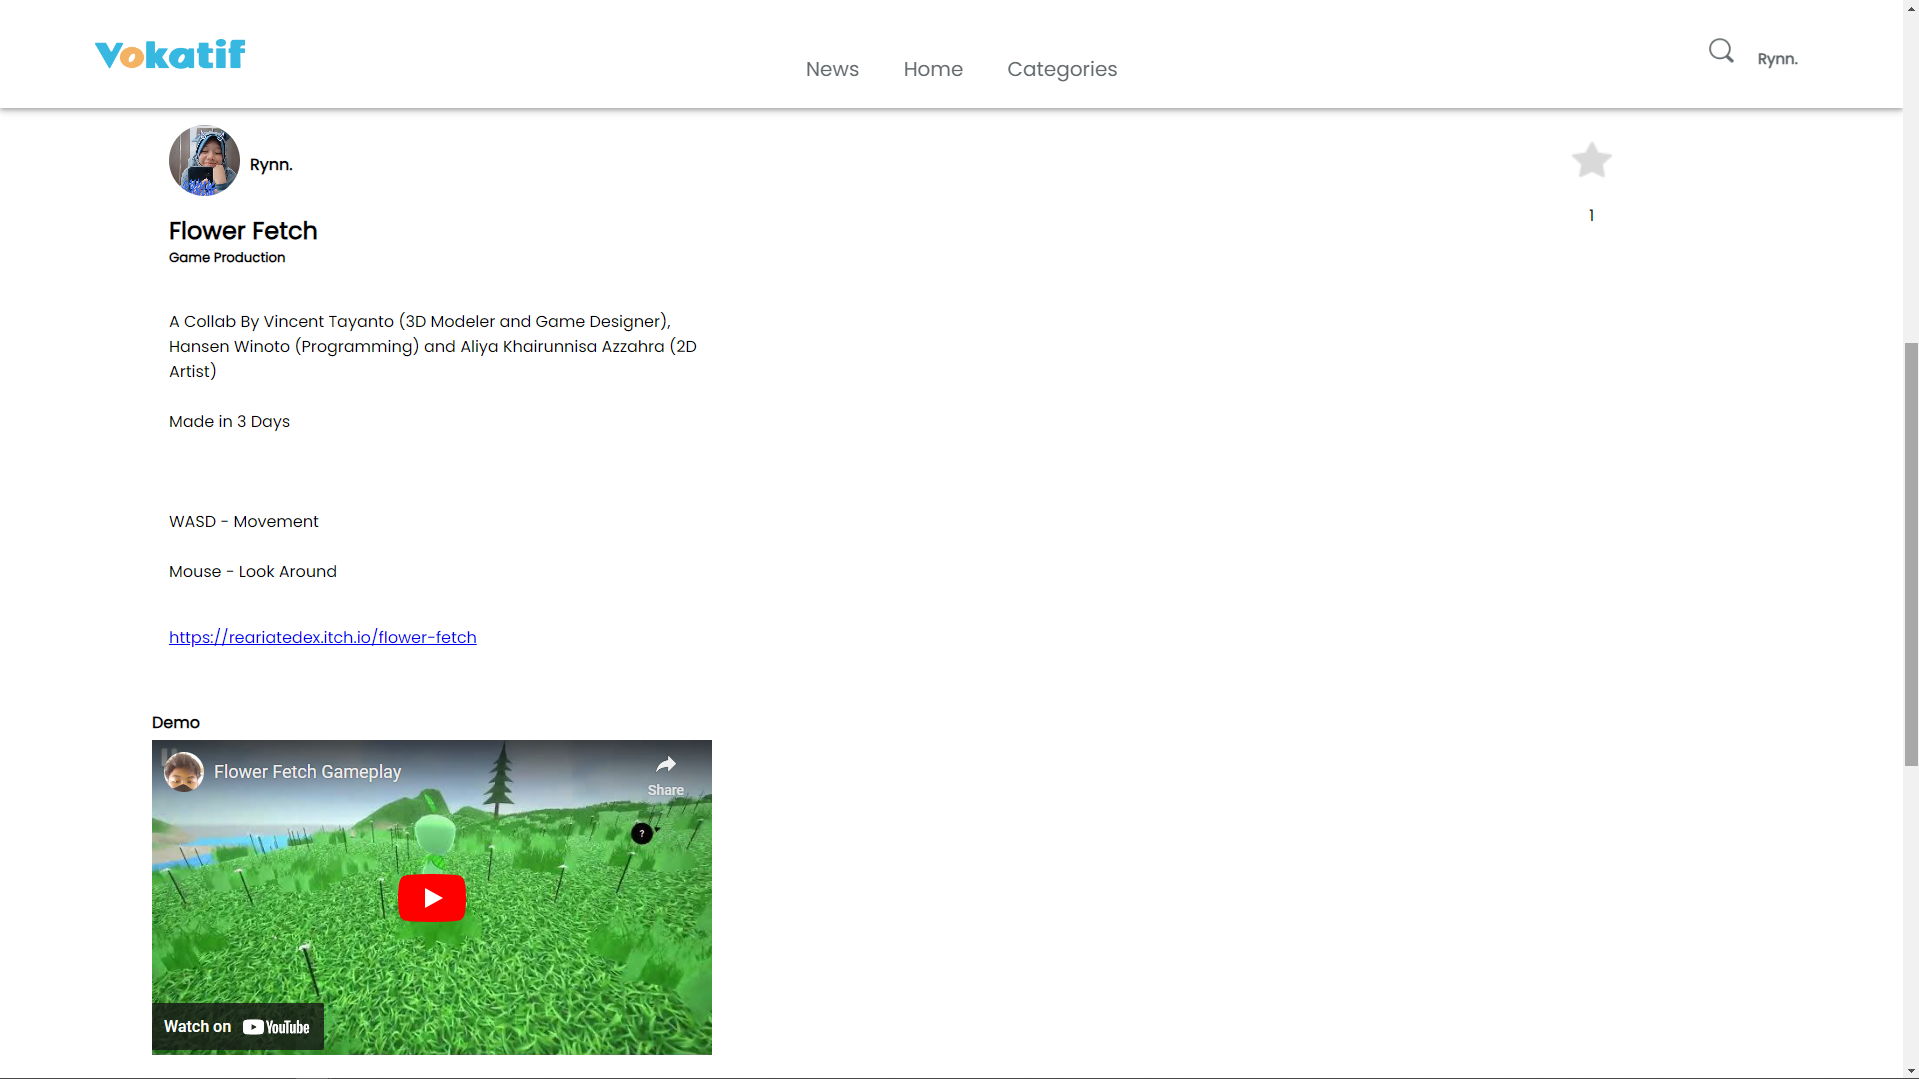 Vokatif
News
Home
Categories
Rynn.
Rynn.
1
Flower Fetch
Game Production
A Collab By Vincent Tayanto (3D Modeler and Game Designer),
Hansen Winoto (Programming) and Aliya Khairunnisa Azzahra (2D
Artist)
Made in 3 Days
WASD - Movement
Mouse - Look Around
https://reariatedex.itch.io/flower-fetch
Demo
Flower Fetch Gameplay
Share
?
Watch on YouTube